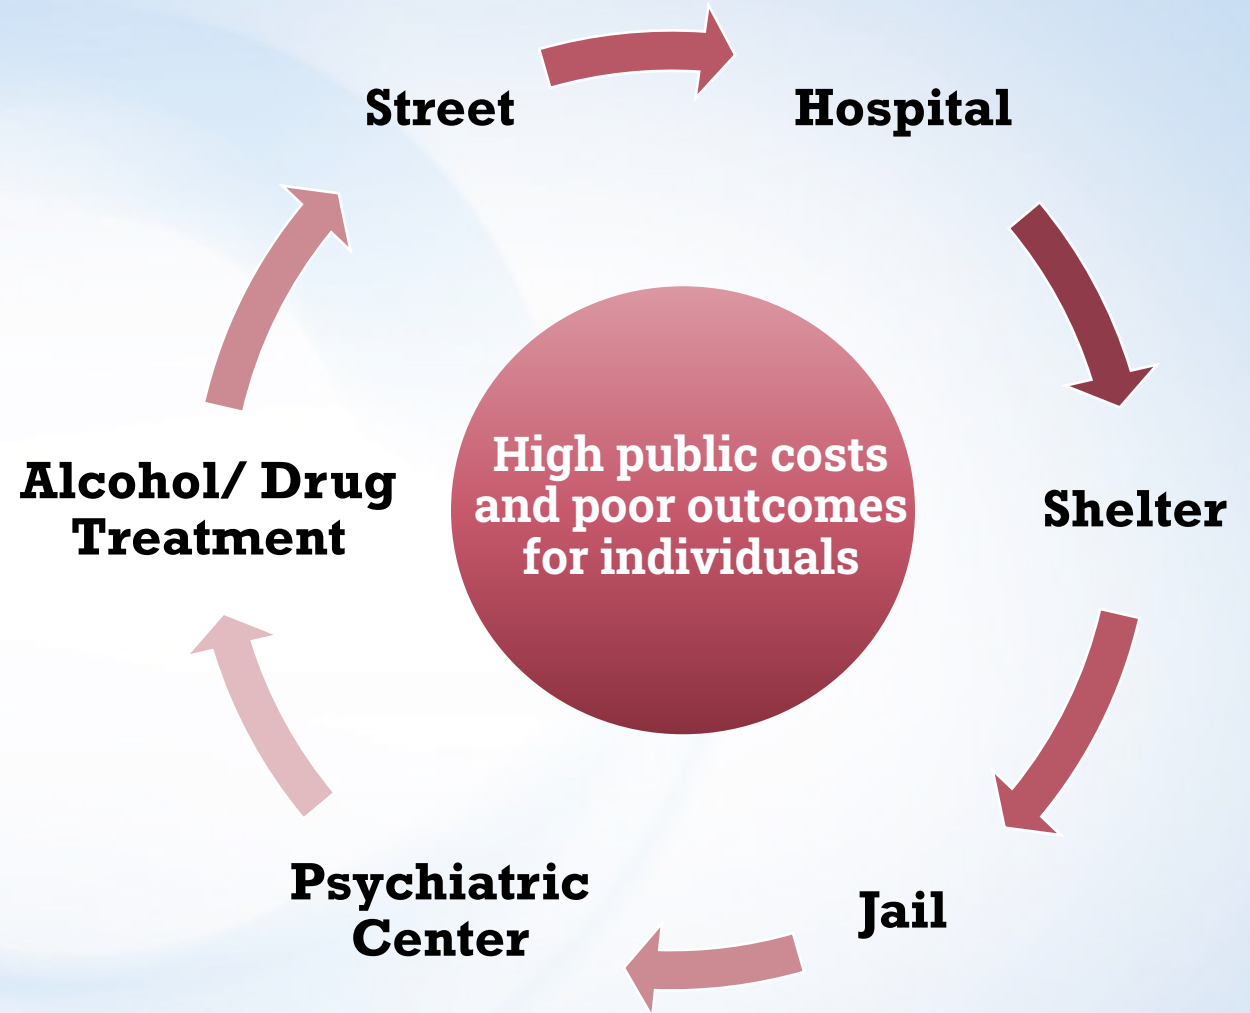 Street
Hospital
Shelter
Jail
Psychiatric
Center
Alcohol/ Drug
Treatment
High public costs
and poor outcomes
for individuals